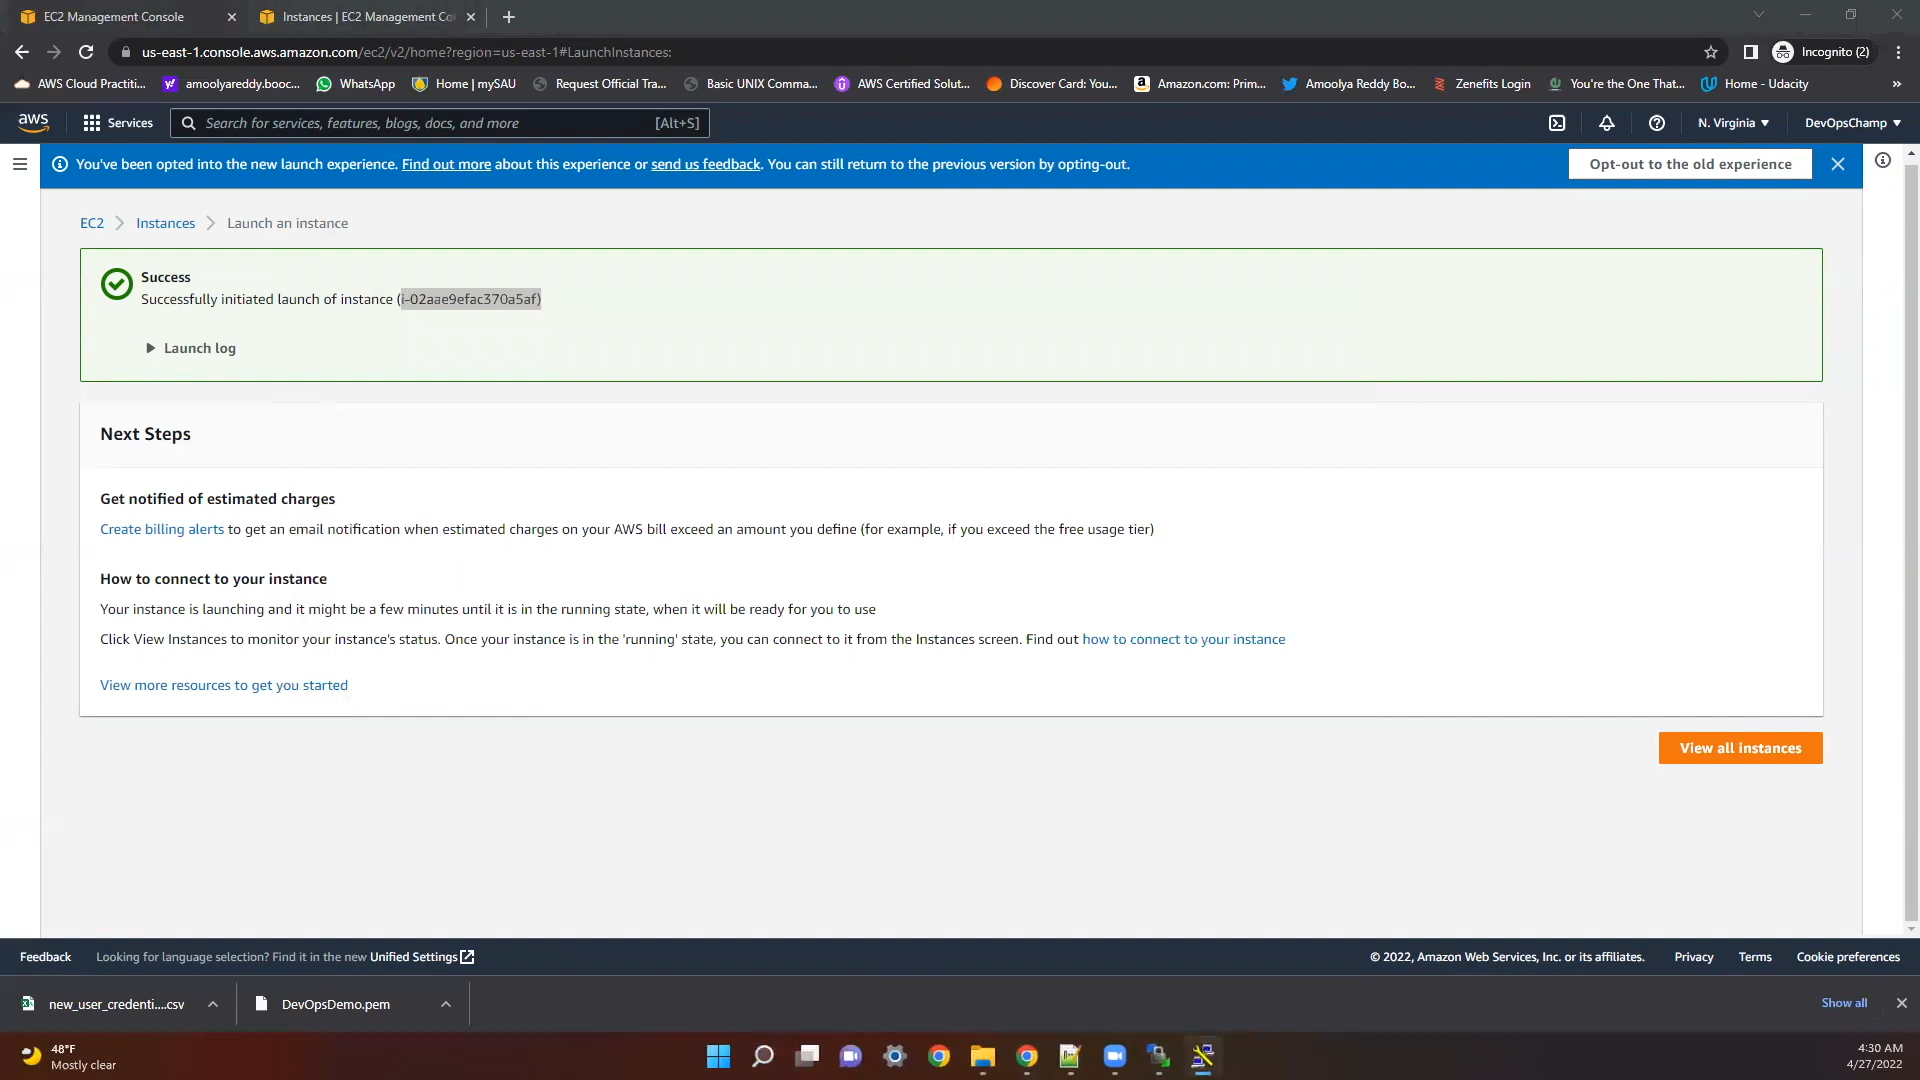 EC2 Management Console
Instances | EC2 Management Co
us-east-1.console.aws.amazon.com/ec2/v2/home?region=us-east-1#LaunchInstances:
Incognito (2)
AWS Cloud Practiti...
amoolyareddy.booc...
WhatsApp
Home | mySAU
Request Official Tra...
Basic UNIX Comma...
AWS Certified Solut...
Discover Card: You...
Amazon.com: Prim...
Amoolya Reddy Bo...
Zenefits Login
You're the One That...
Home - Udacity
»
aws
Services
Search for services, features, blogs, docs, and more
[Alt+S]
N. Virginia
DevOpsChamp
You've been opted into the new launch experience. Find out more about this experience or send us feedback. You can still return to the previous version by opting-out.
Opt-out to the old experience
EC2
Instances
Launch an instance
Success
Successfully initiated launch of instance (i-02aae9efac370a5af)
Launch log
Next Steps
Get notified of estimated charges
Create billing alerts to get an email notification when estimated charges on your AWS bill exceed an amount you define (for example, if you exceed the free usage tier)
How to connect to your instance
Your instance is launching and it might be a few minutes until it is in the running state, when it will be ready for you to use
Click View Instances to monitor your instance's status. Once your instance is in the 'running' state, you can connect to it from the Instances screen. Find out how to connect to your instance
View more resources to get you started
View all instances
Feedback
Looking for language selection? Find it in the new Unified Settings
© 2022, Amazon Web Services, Inc. or its affiliates.
Privacy
Terms
Cookie preferences
new_user_credenti....csv
DevOpsDemo.pem
Show all
48°F
Mostly clear
4:30 AM
4/27/2022